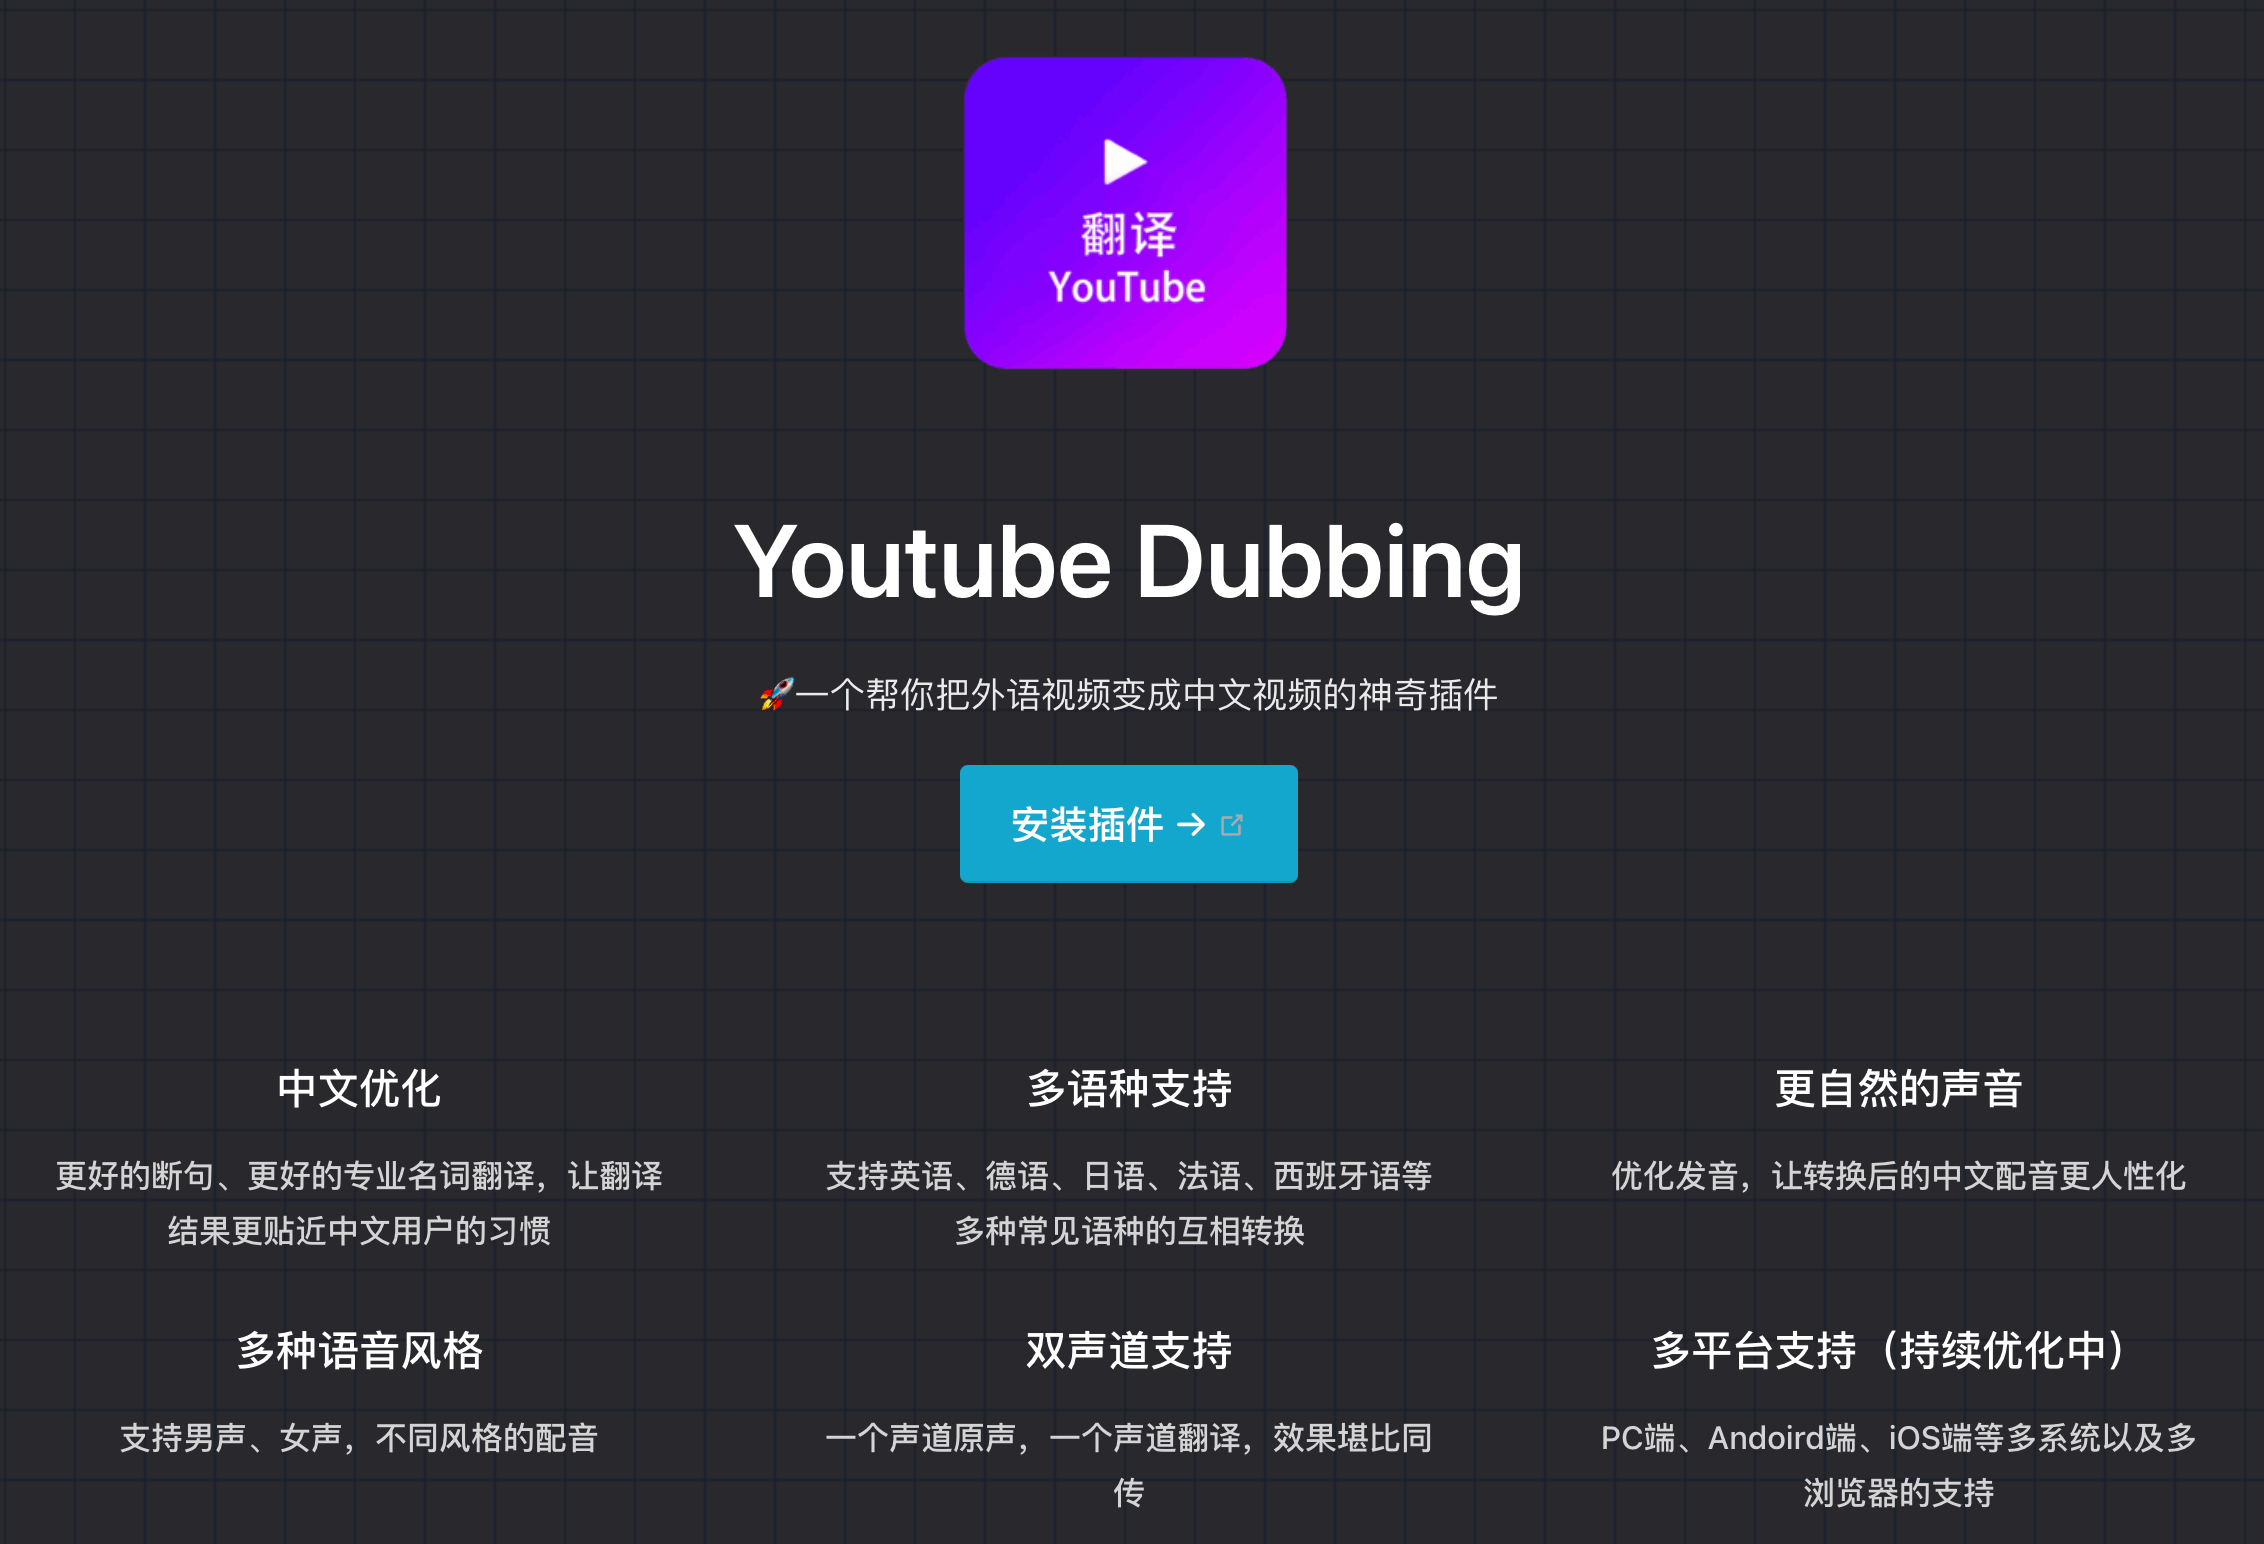 翻译
YouTube
Youtube Dubbing
🚀一个帮你把外语视频变成中文视频的神奇插件
安装插件 →
中文优化
更好的断句、更好的专业名词翻译，让翻译
结果更贴近中文用户的习惯
多语种支持
支持英语、德语、日语、法语、西班牙语等
多种常见语种的互相转换
更自然的声音
优化发音，让转换后的中文配音更人性化
多种语音风格
支持男声、女声，不同风格的配音
双声道支持
一个声道原声，一个声道翻译，效果堪比同
传
多平台支持（持续优化中）
PC端、Andoird端、iOS端等多系统以及多
浏览器的支持